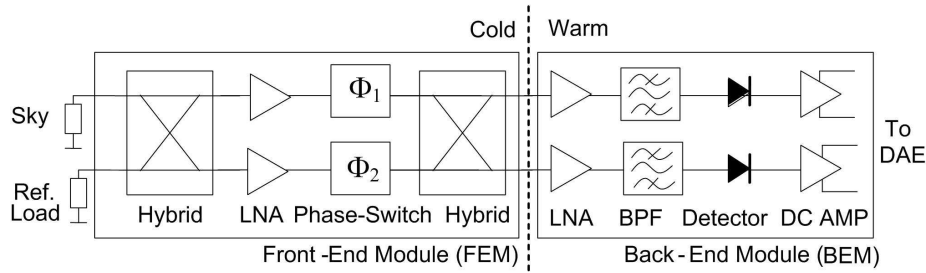 Cold
Warm
Sky
Φ1
Φ2
Ref.
Load
To
DAE
Hybrid
LNA
Phase-Switch
Hybrid
LNA
BPF
Detector
DC AMP
Front -End Module (FEM)
Back - End Module (BEM)